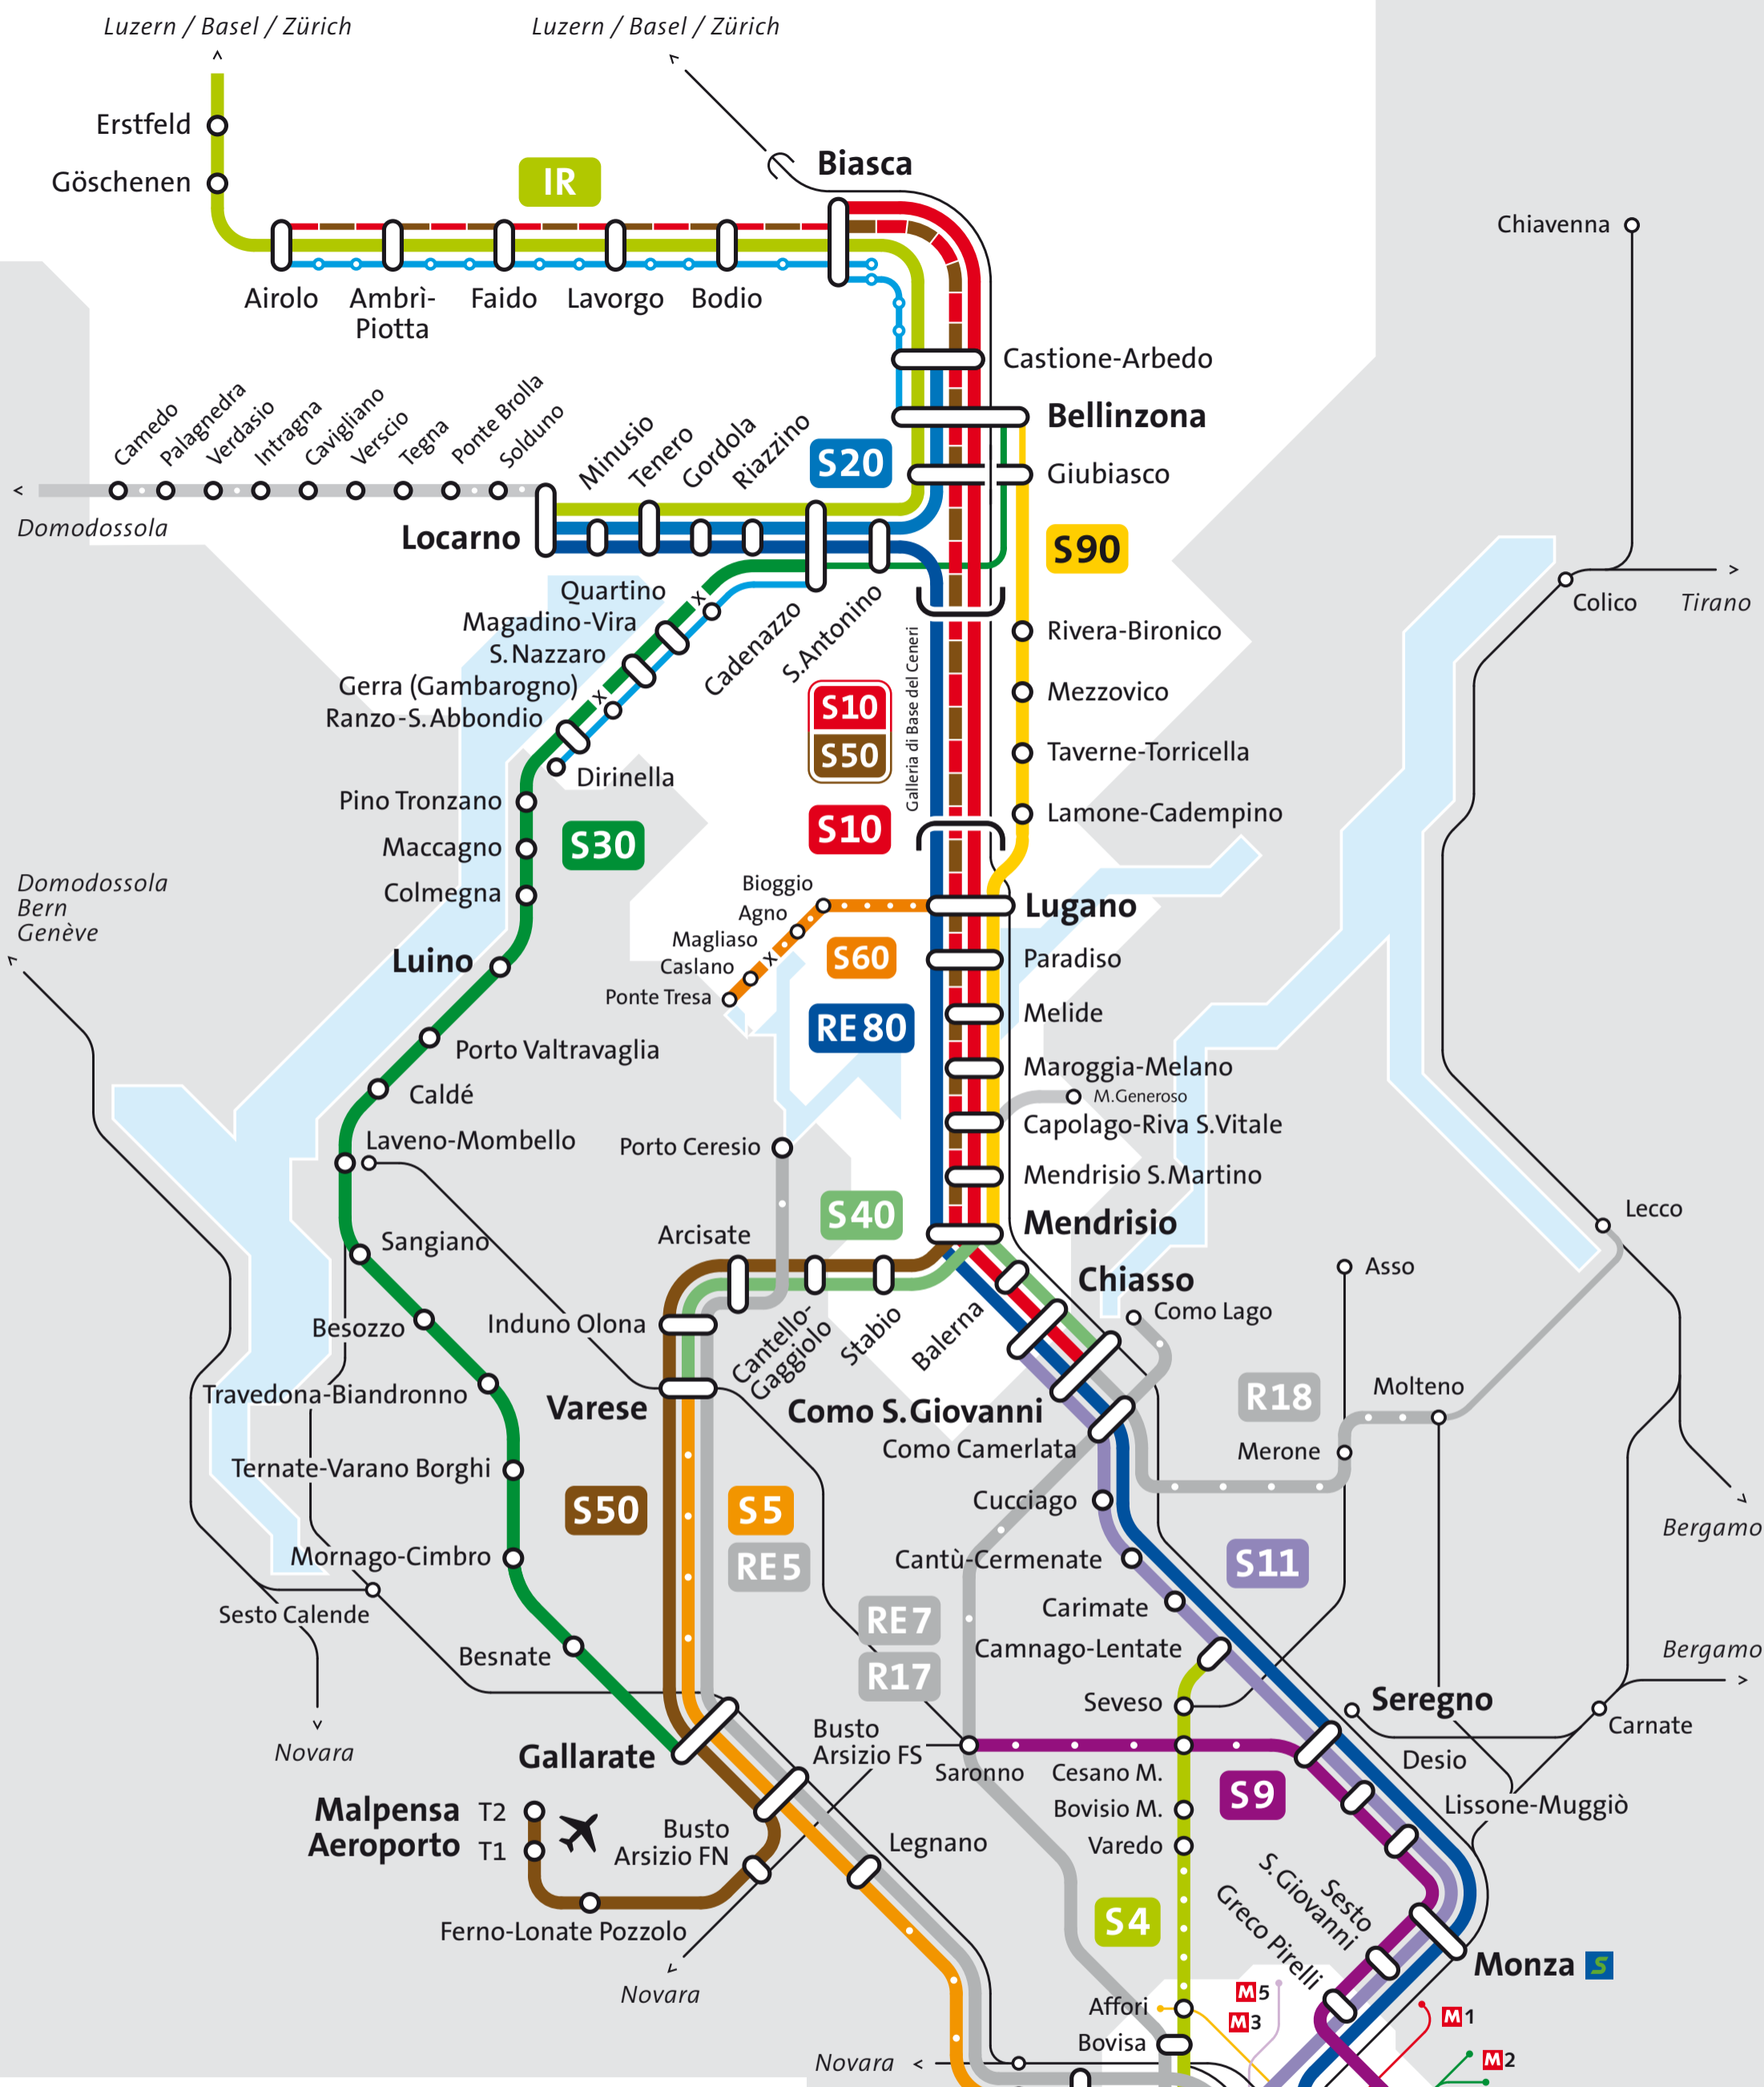 Luzern / Basel / Zürich
Luzern / Basel / Zürich
Erstfeld
Göschenen
IR
Biasca
Chiavenna
Airolo
Ambrì-
Piotta
Faido
Lavorgo
Bodio
Castione-Arbedo
Bellinzona
Giubiasco
Camedo
Palagnedra
Verdasio
Intragna
Cavigliano
Verscio
Tegna
Ponte Brolla
Solduno
Minusio
Tenero
Gordola
Riazzino
S20
Domodossola
Locarno
S90
Colico
Tirano
Quartino
Magadino-Vira
S.Nazzaro
Gerra (Gambarogno)
Ranzo-S.Abbondio
Dirinella
Cadenazzo
S.Antonino
Galleria di Base del Ceneri
Rivera-Bironico
Mezzovico
Taverne-Torricella
Lamone-Cadempino
S10
S50
S10
Pino Tronzano
Maccagno
Colmegna
S30
Luino
Domodossola
Bern
Genève
Bioggio
Agno
Magliaso
Caslano
Ponte Tresa
S60
RE80
Lugano
Paradiso
Melide
Maroggia-Melano
M.Generoso
Capolago-Riva S.Vitale
Mendrisio S.Martino
Mendrisio
Porto Valtravaglia
Caldé
Laveno-Mombello
Sangiano
Besozzo
Travedona-Biandronno
Ternate-Varano Borghi
Mornago-Cimbro
Sesto Calende
Besnate
Novara
Porto Ceresio
S40
Arcisate
Induno Olona
Cantello-
Gaggiolo
Stabio
Balerna
Chiasso
Como Lago
Asso
Lecco
Varese
Como S.Giovanni
Como Camerlata
R18
Molteno
Merone
Cucciago
Cantù-Cermenate
S11
Carimate
Camnago-Lentate
Bergamo
Bergamo
S50
S5
RE5
RE7
R17
Seveso
Seregno
Carnate
Desio
Gallarate
Busto
Arsizio FS
Saronno
Cesano M.
S9
Bovisio M.
Lissone-Muggiò
Varedo
Malpensa
Aeroporto
T2
T1
Busto
Arsizio FN
Legnano
Ferno-Lonate Pozzolo
Novara
S4
Sesto
S.Giovanni
Greco Pirelli
Monza S
Affori
Bovisa
M5
M3
M1
M2
Novara